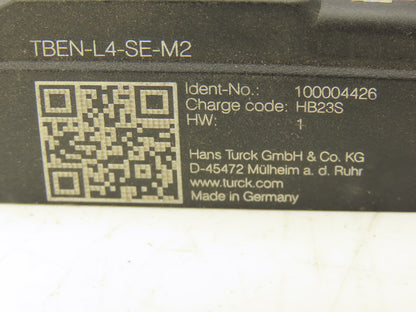 TBEN-L4-SE-M2
Ident-No.: 100004426
Charge code: HB23S
HW: 1
Hans Turck GmbH & Co. KG
D-45472 Mülheim a. d. Ruhr
www.turck.com
Made in Germany